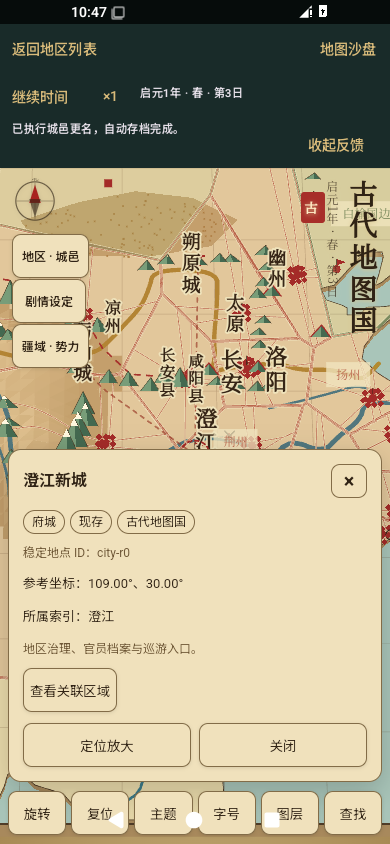 10:47
返回地区列表
地图沙盘
继续时间
×1
启元1年 · 春 · 第3日
已执行城邑更名，自动存档完成。
收起反馈
古代地图国
启元1年 · 春 · 第3日
古
地区 · 城邑
剧情设定
疆域 · 势力
朔原城
幽州
凉州
太原
长安县
咸阳县
长安
洛阳
城
扬州
澄江
荆州
澄江新城
×
府城
现存
古代地图国
稳定地点 ID：city-r0
参考坐标：109.00°、30.00°
所属索引：澄江
地区治理、官员档案与巡游入口。
查看关联区域
定位放大
关闭
旋转
复位
主题
字号
图层
查找